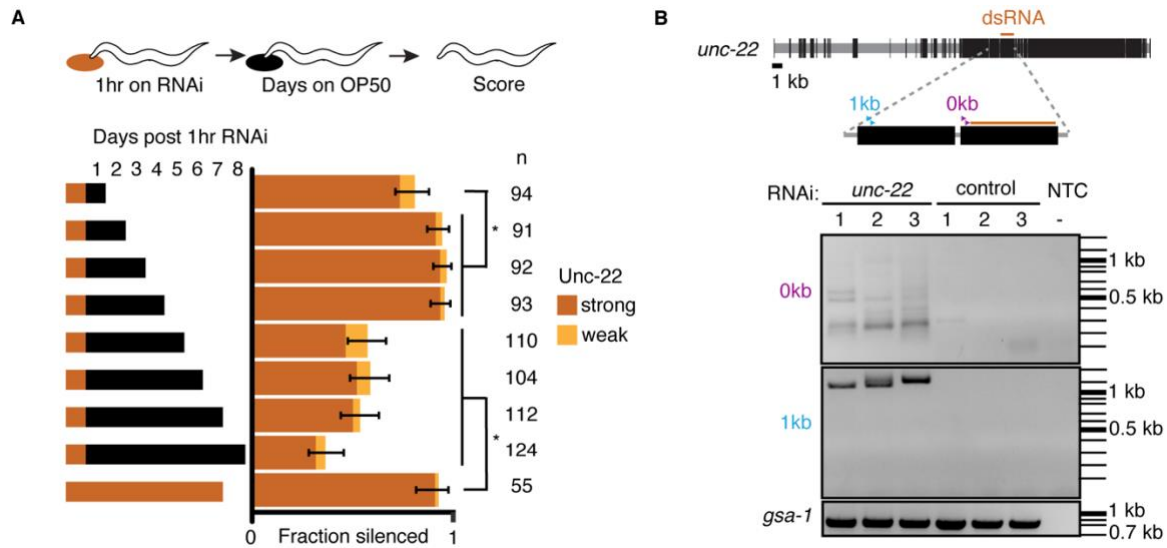 A
1hr on RNAi
Days on OP50
Score
Days post 1hr RNAi
1 2 3 4 5 6 7 8
n
94
* 91
92
93
110
104
112
* 124
55
Unc-22
strong
weak
0 Fraction silenced 1
B
dsRNA
unc-22
1 kb
1kb 0kb
RNAi: unc-22 control NTC
1 2 3 1 2 3 -
0kb
1 kb
0.5 kb
1kb
1 kb
0.5 kb
gsa-1
1 kb
0.7 kb